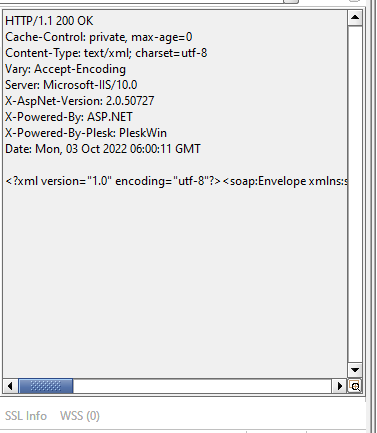 HTTP/1.1 200 OK
Cache-Control: private, max-age=0
Content-Type: text/xml; charset=utf-8
Vary: Accept-Encoding
Server: Microsoft-IIS/10.0
X-AspNet-Version: 2.0.50727
X-Powered-By: ASP.NET
X-Powered-By-Plesk: PleskWin
Date: Mon, 03 Oct 2022 06:00:11 GMT
<?xml version="1.0" encoding="utf-8"?><soap:Envelope xmlns:s
SSL Info WSS (0)